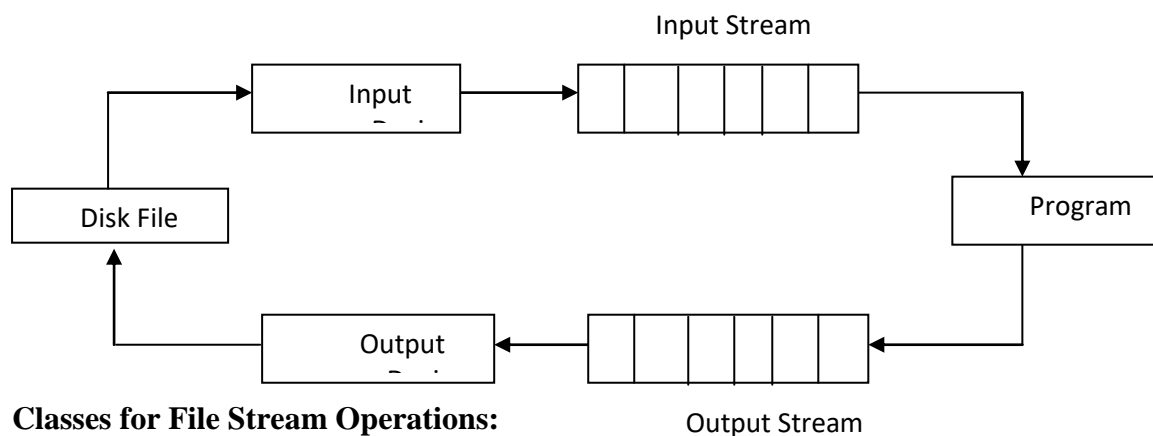 Input Stream
Input
Disk File
Program
Output
Classes for File Stream Operations:
Output Stream